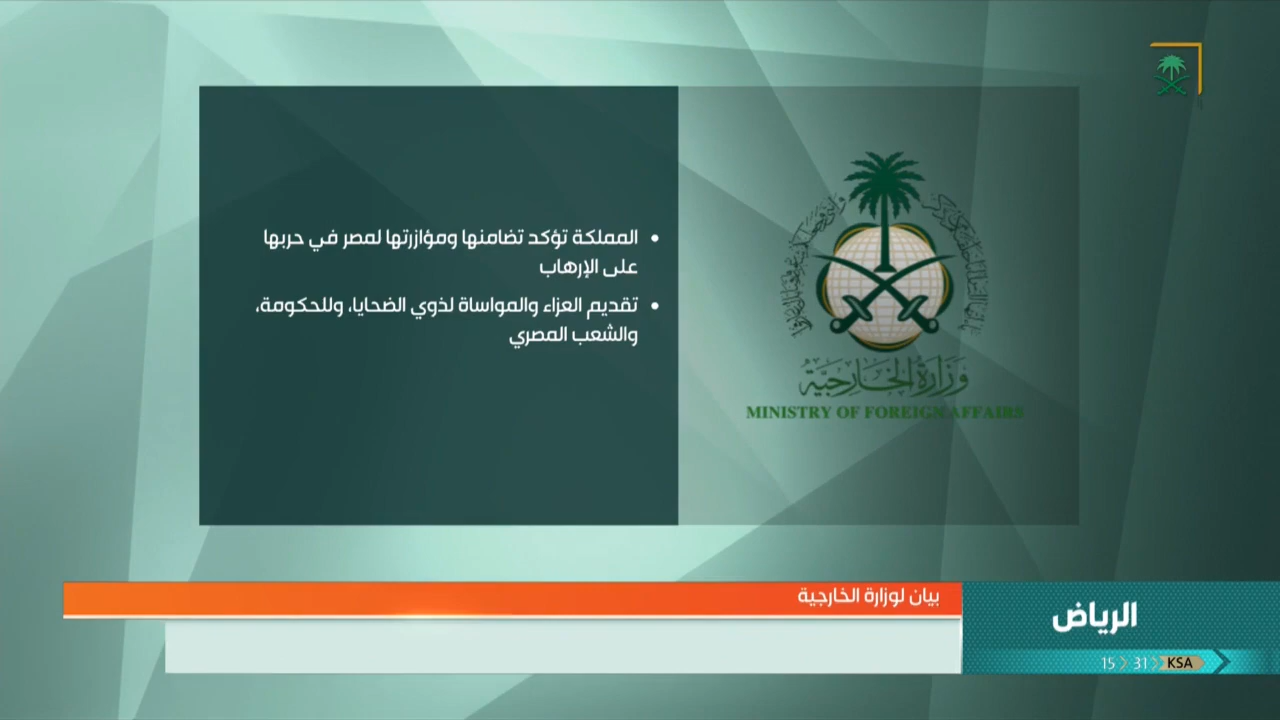 المملكة تؤكد تضامنها ومؤازرتها لمصر في حربها
على الإرهاب
تقديم العزاء والمواساة لذوي الضحايا، وللحكومة،
والشعب المصري
وزارة الخارجية
MINISTRY OF FOREIGN AFFAIRS
بيان لوزارة الخارجية
الرياض
15 31 KSA